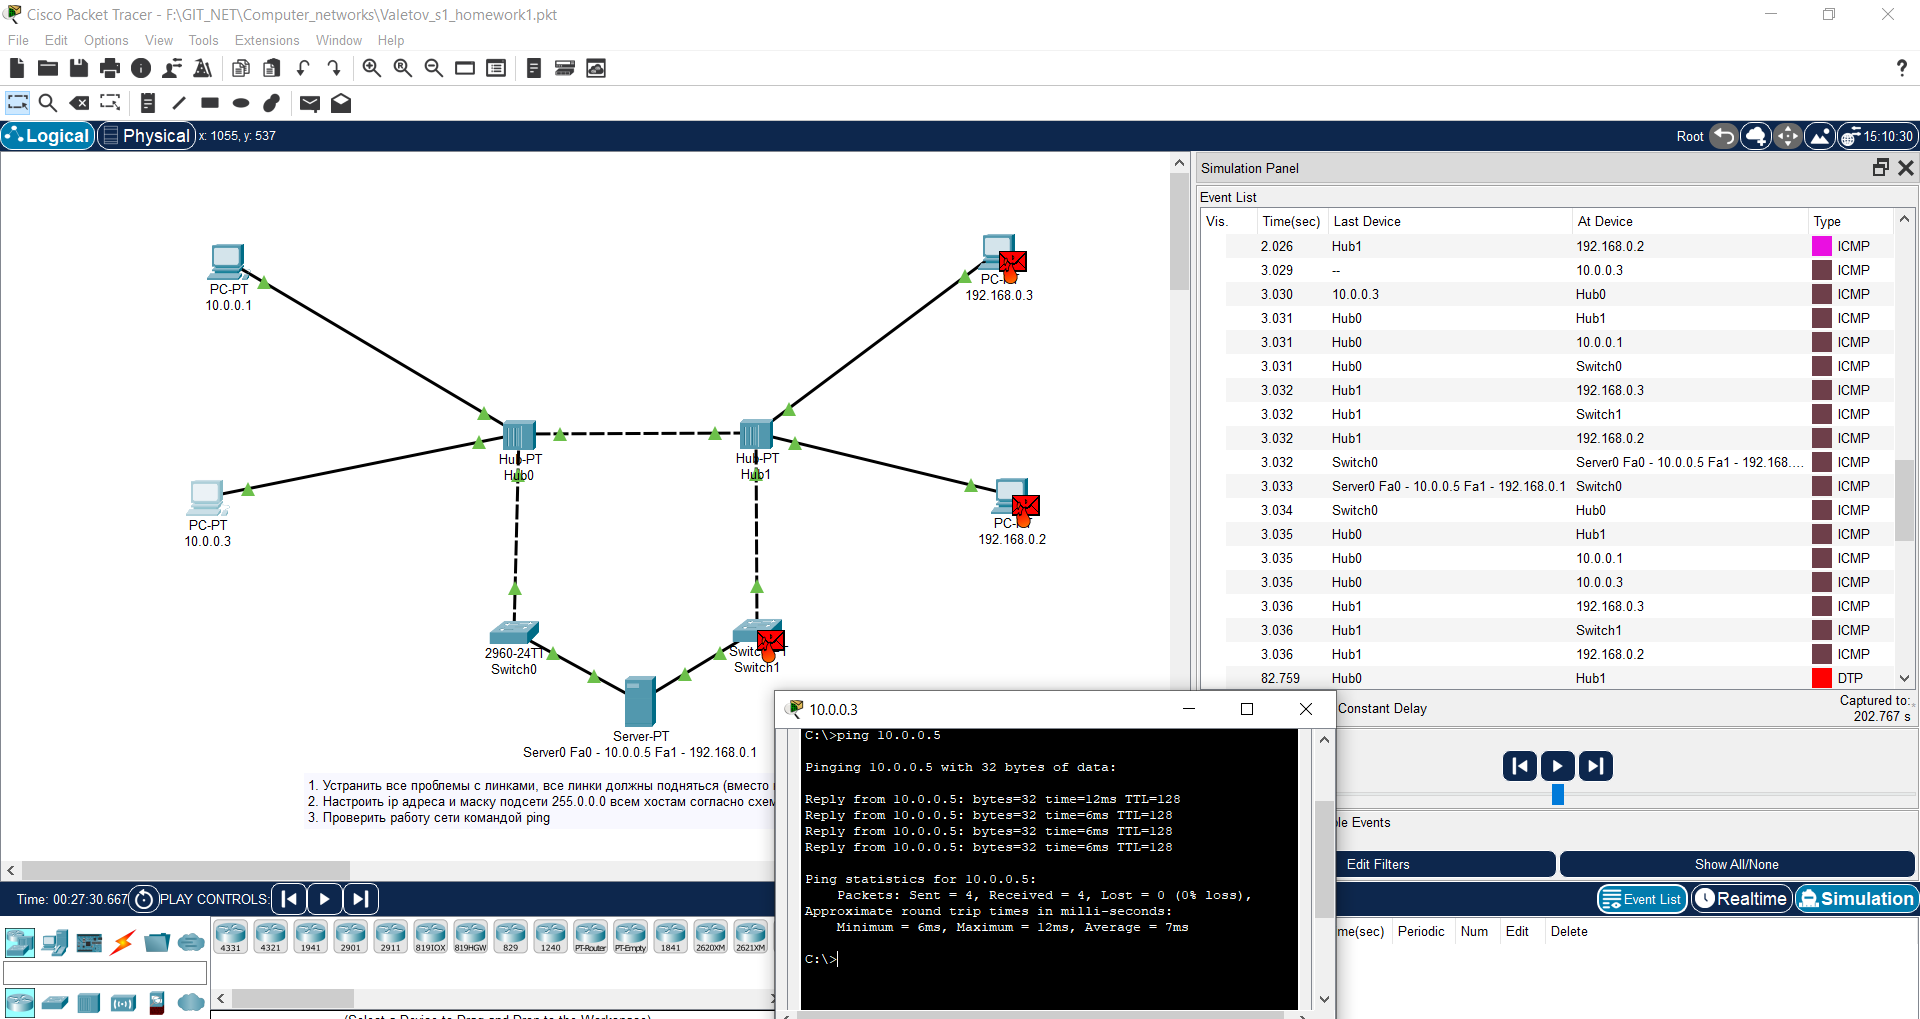 Cisco Packet Tracer - F:\GIT_NET\Computer_networks\Valetov_s1_homework1.pkt
File Edit Options View Tools Extensions Window Help
?
Logical Physical x: 1055, y: 537
Root 15:10:30
PC-PT
10.0.0.1
192.168.0.3
Hub-PT
Hub0
Hub-PT
Hub1
PC-PT
10.0.0.3
192.168.0.2
2960-24TT
Switch0
Switch1
Server-PT
Server0 Fa0 - 10.0.0.5 Fa1 - 192.168.0.1
1. Устранить все проблемы с линками, все линки должны подняться (вместо
2. Настроить ip адреса и маску подсети 255.0.0.0 всем хостам согласно
3. Проверить работу сети командой ping
Simulation Panel
Event List
Vis. Time(sec) Last Device At Device Type
2.026 Hub1 192.168.0.2 ICMP
3.029 -- 10.0.0.3 ICMP
3.030 10.0.0.3 Hub0 ICMP
3.031 Hub0 Hub1 ICMP
3.031 Hub0 10.0.0.1 ICMP
3.031 Hub0 Switch0 ICMP
3.032 Hub1 192.168.0.3 ICMP
3.032 Hub1 Switch1 ICMP
3.032 Hub1 192.168.0.2 ICMP
3.032 Switch0 Server0 Fa0 - 10.0.0.5 Fa1 - 192.168.... ICMP
3.033 Server0 Fa0 - 10.0.0.5 Fa1 - 192.168.0.1 Switch0 ICMP
3.034 Switch0 Hub0 ICMP
3.035 Hub0 Hub1 ICMP
3.035 Hub0 10.0.0.1 ICMP
3.035 Hub0 10.0.0.3 ICMP
3.036 Hub1 192.168.0.3 ICMP
3.036 Hub1 Switch1 ICMP
3.036 Hub1 192.168.0.2 ICMP
82.759 Hub0 Hub1 DTP
Constant Delay Captured to:
202.767 s
Events
Edit Filters Show All/None
Event List Realtime Simulation
Periodic Num Edit Delete
10.0.0.3
C:\>ping 10.0.0.5
Pinging 10.0.0.5 with 32 bytes of data:
Reply from 10.0.0.5: bytes=32 time=12ms TTL=128
Reply from 10.0.0.5: bytes=32 time=6ms TTL=128
Reply from 10.0.0.5: bytes=32 time=6ms TTL=128
Reply from 10.0.0.5: bytes=32 time=6ms TTL=128
Ping statistics for 10.0.0.5:
Packets: Sent = 4, Received = 4, Lost = 0 (0% loss),
Approximate round trip times in milli-seconds:
Minimum = 6ms, Maximum = 12ms, Average = 7ms
C:\>
Time: 00:27:30.667 PLAY CONTROLS:
4331 4321 1941 2901 2911 819IOX 819HGW 829 1240 PT-Router PT-Empty 1841 2620XM 2621XM
(Select a Device to Drag and Drop to the Workspace)